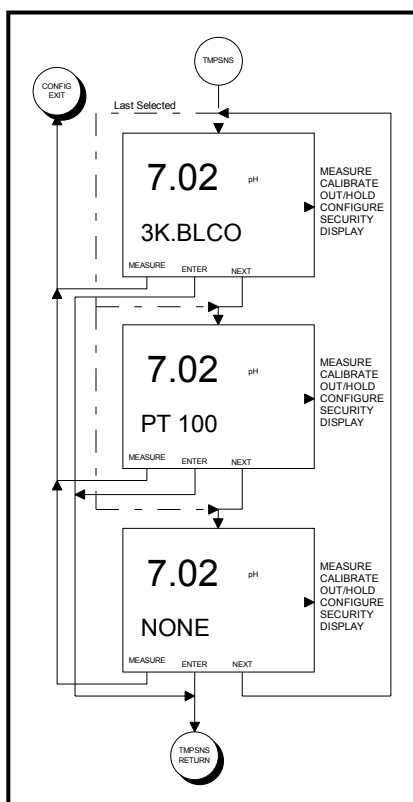 TMPSNS
CONFIG
EXIT
Last Selected
7.02 pH
3K.BLCO
MEASURE ENTER NEXT
MEASURE
CALIBRATE
OUT/HOLD
CONFIGURE
SECURITY
DISPLAY
7.02 pH
PT 100
MEASURE ENTER NEXT
MEASURE
CALIBRATE
OUT/HOLD
CONFIGURE
SECURITY
DISPLAY
7.02 pH
NONE
MEASURE ENTER NEXT
MEASURE
CALIBRATE
OUT/HOLD
CONFIGURE
SECURITY
DISPLAY
TMPSNS
RETURN